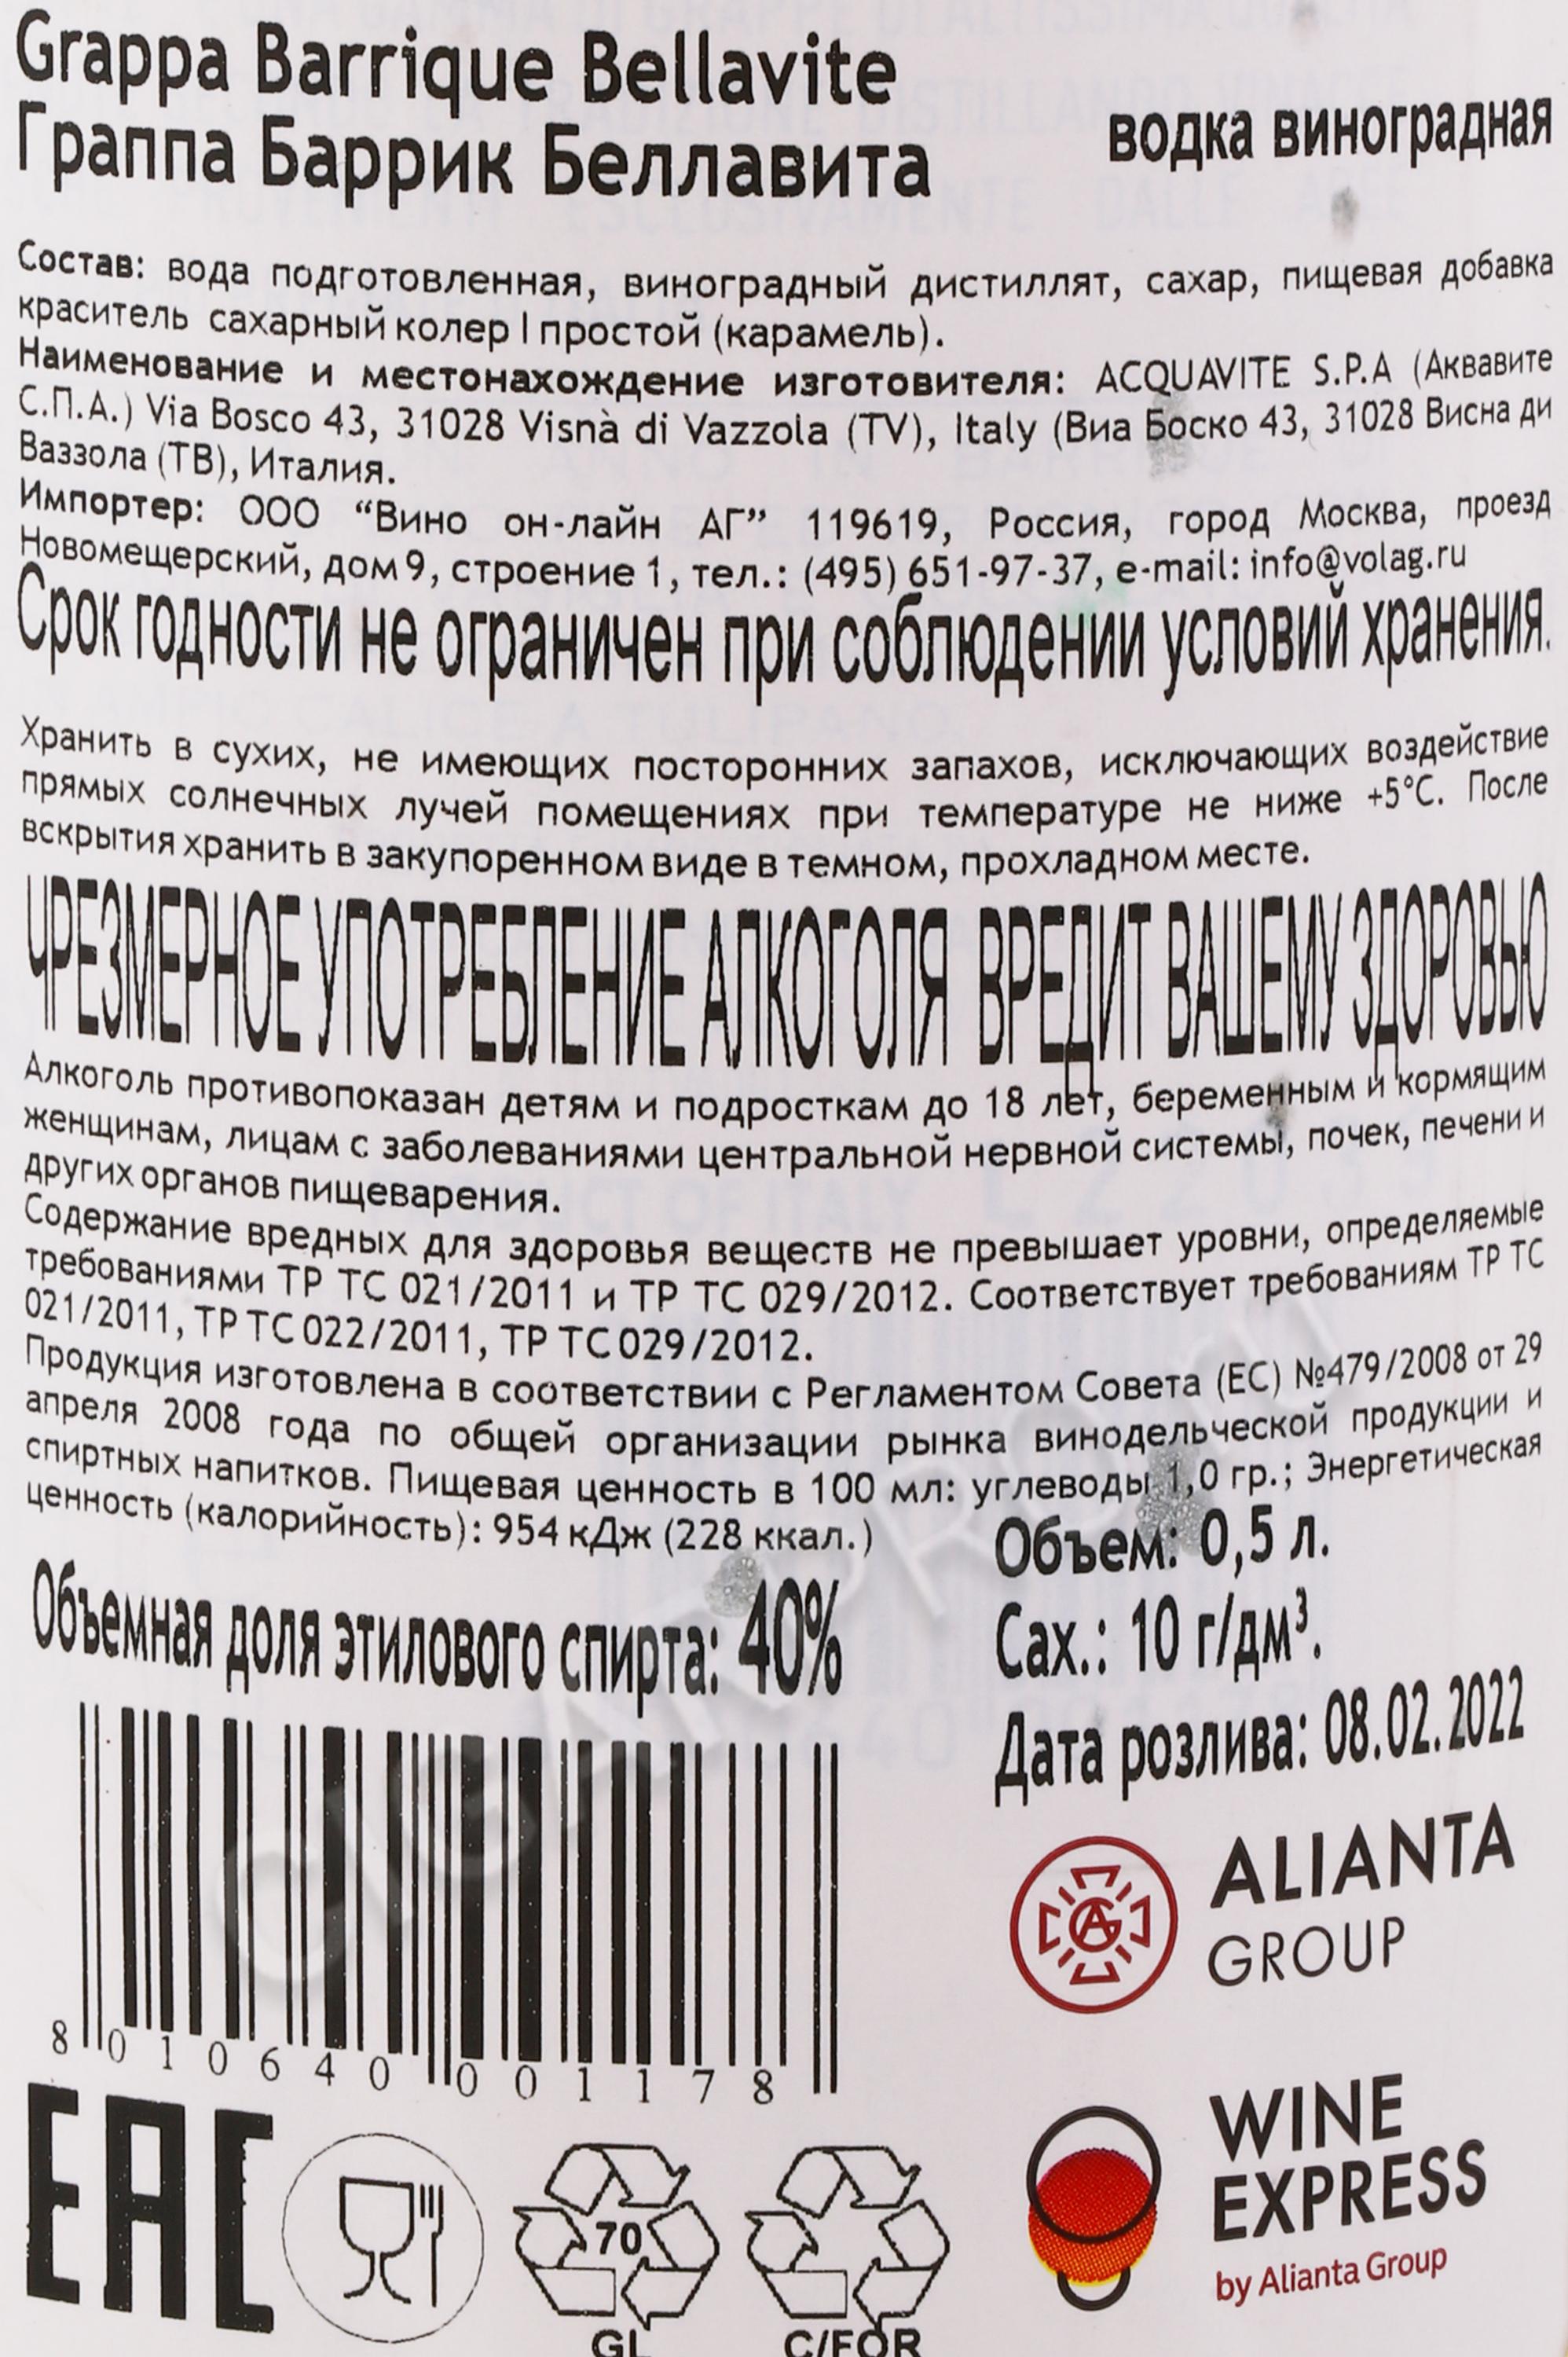 Grappa Barrique Bellavite
Граппа Баррик Беллавита
водка виноградная
Состав: вода подготовленная, виноградный дистиллят, сахар, пищевая добавка
краситель сахарный колер I простой (карамель).
Наименование и местонахождение изготовителя: ACQUAVITE S.P.A (Аквавите
С.П.А.) Via Bosco 43, 31028 Visnà di Vazzola (TV), Italy (Виа Боско 43, 31028 Висна ди
Ваззола (ТВ), Италия.
Импортер: ООО “Вино он-лайн АГ” 119619, Россия, город Москва, проезд
Новомещерский, дом 9, строение 1, тел.: (495) 651-97-37, e-mail: info@volag.ru
Срок годности не ограничен при соблюдении условий хранения.
Хранить в сухих, не имеющих посторонних запахов, исключающих воздействие
прямых солнечных лучей помещениях при температуре не ниже +5°C. После
вскрытия хранить в закупоренном виде в темном, прохладном месте.
ЧРЕЗМЕРНОЕ УПОТРЕБЛЕНИЕ АЛКОГОЛЯ ВРЕДИТ ВАШЕМУ ЗДОРОВЬЮ
Алкоголь противопоказан детям и подросткам до 18 лет, беременным и кормящим
женщинам, лицам с заболеваниями центральной нервной системы, почек, печени и
других органов пищеварения.
Содержание вредных для здоровья веществ не превышает уровни, определяемые
требованиями ТР ТС 021/2011 и ТР ТС 029/2012. Соответствует требованиям ТР ТС
021/2011, ТР ТС 022/2011, ТР ТС 029/2012.
Продукция изготовлена в соответствии с Регламентом Совета (ЕС) №479/2008 от 29
апреля 2008 года по общей организации рынка винодельческой продукции и
спиртных напитков. Пищевая ценность в 100 мл: углеводы 1,0 гр.; Энергетическая
ценность (калорийность): 954 кДж (228 ккал.)
Объем: 0,5 л.
Объемная доля этилового спирта: 40%
Сах.: 10 г/дм³.
Дата розлива: 08.02.2022
8 010640 001178
ALIANTA
GROUP
EAC
70
GL
C/FOR
WINE
EXPRESS
by Alianta Group
CIGARPRO.ru